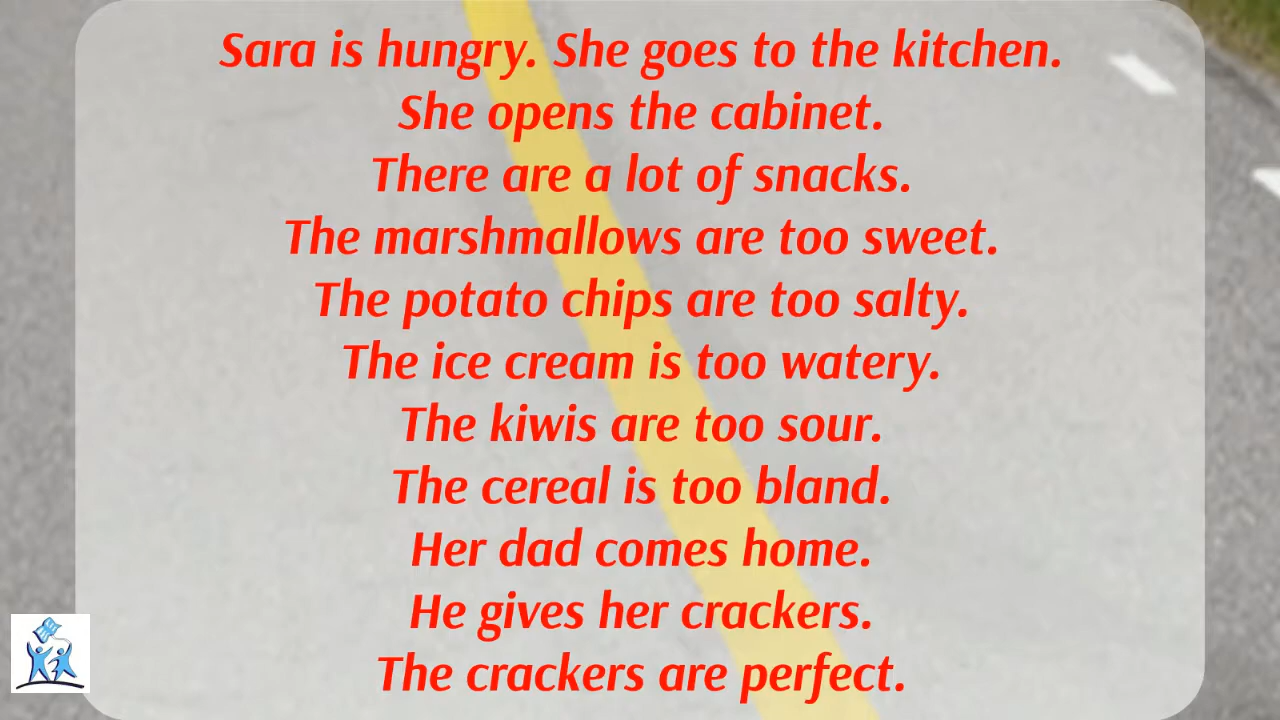 Sara is hungry. She goes to the kitchen.
She opens the cabinet.
There are a lot of snacks.
The marshmallows are too sweet.
The potato chips are too salty.
The ice cream is too watery.
The kiwis are too sour.
The cereal is too bland.
Her dad comes home.
He gives her crackers.
The crackers are perfect.